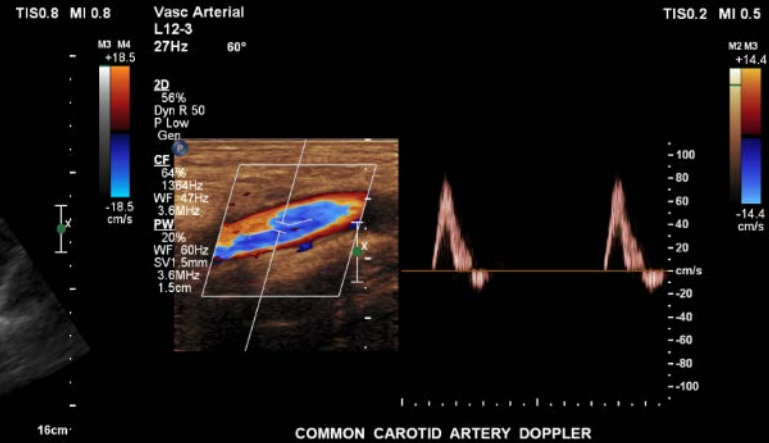 TIS0.8 MI 0.8
M3 M4
+18.5
-18.5
cm/s
16cm
X
Vasc Arterial
L12-3
27Hz 60°
2D
56%
Dyn R 50
P Low
Gen
P
CF
64%
1364Hz
WF 47Hz
3.6MHz
PW
20%
WF 60Hz
SV1.5mm
3.6MHz
1.5cm
X
TIS0.2 MI 0.5
M2 M3
+14.4
-14.4
cm/s
100
80
60
40
20
cm/s
-20
-40
-60
-80
-100
COMMON CAROTID ARTERY DOPPLER